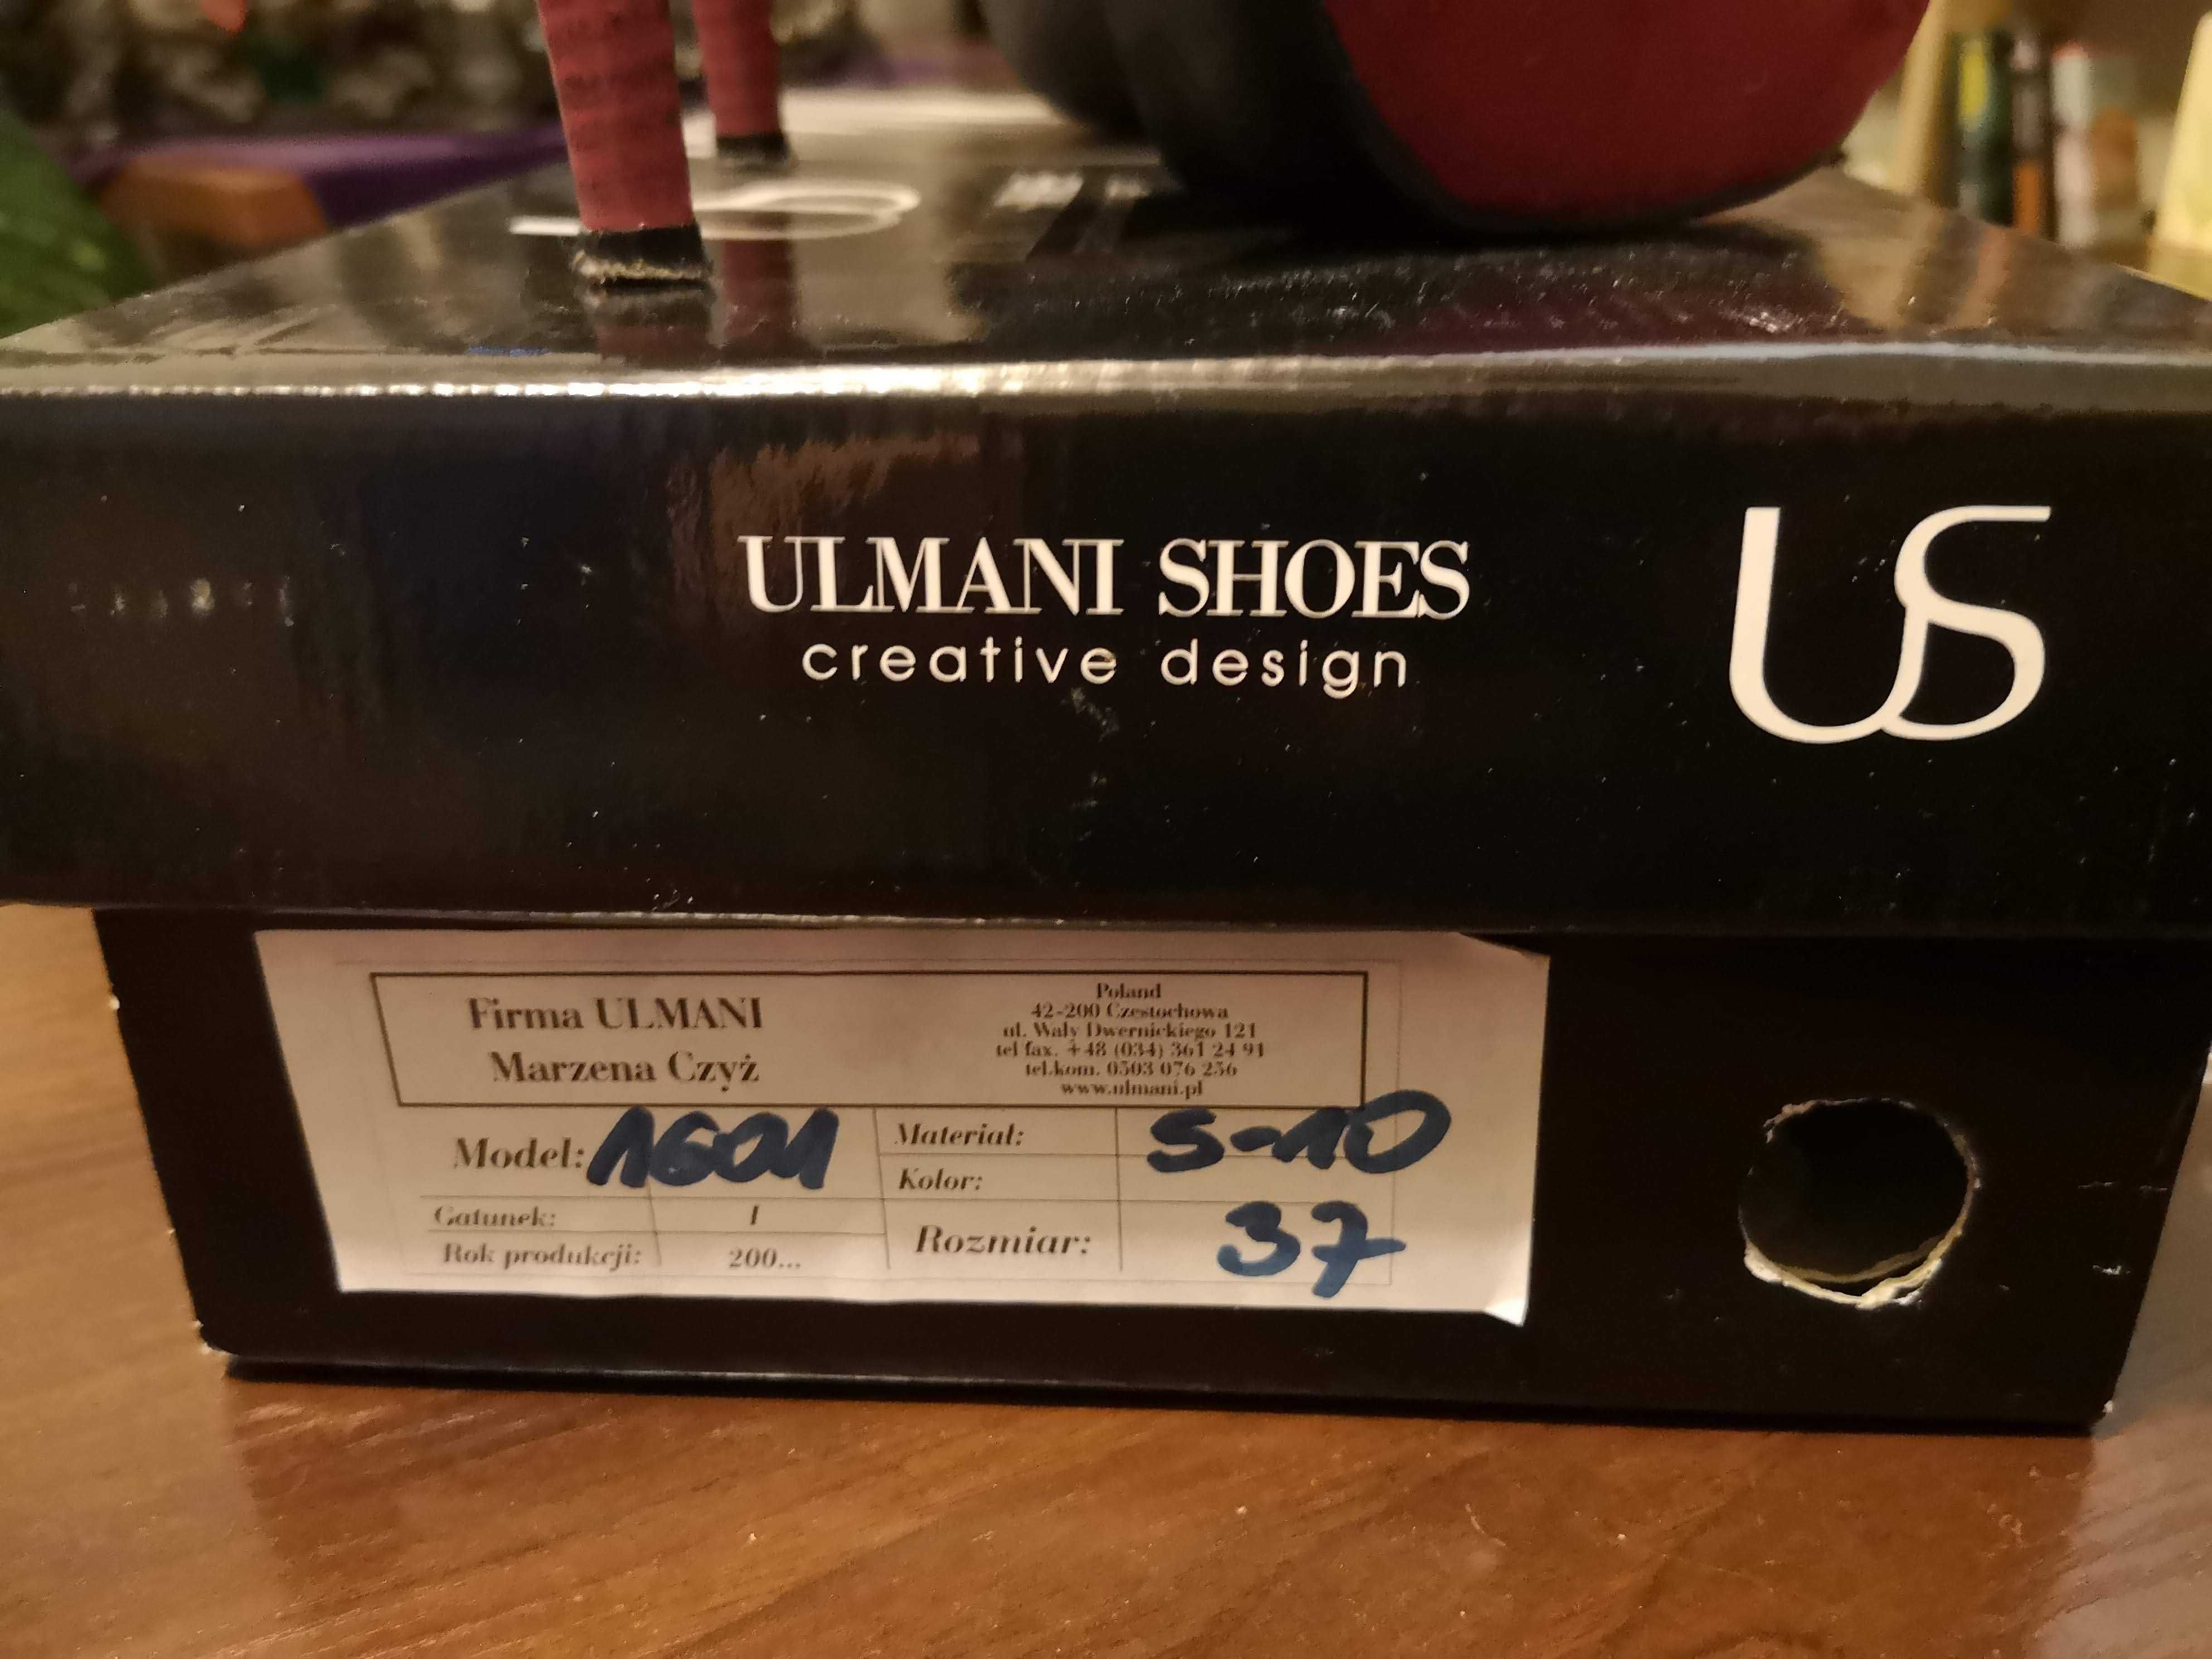 ULMANI SHOES
creative design
US
Firma ULMANI
Marzena Czyż
Poland
42-200 Czestochowa
ul. Waly Dwernickiego 121
tel fax. +48 (034) 361 24 91
tel.kom. 0503 076 256
www.ulmani.pl
Model: 1601
Material: S-10
Kolor:
Gatunek: I
Rok produkcji: 200...
Rozmiar: 37